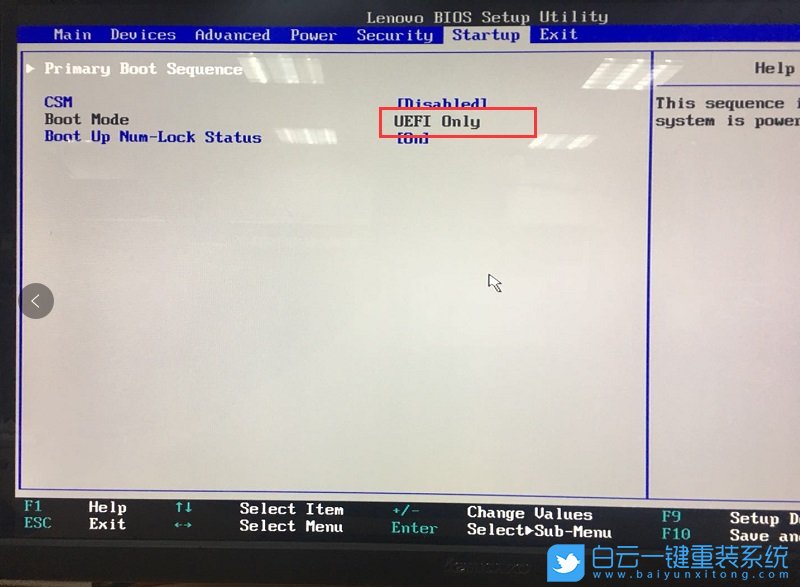 Lenovo BIOS Setup Utility
Main Devices Advanced Power Security Startup Exit
Primary Boot Sequence
Help
CSM [Disabled]
Boot Mode UEFI Only
Boot Up Num-Lock Status [On]
This sequence
system is power
F1 Help ↑↓ Select Item +/- Change Values F9 Setup D
ESC Exit ←→ Select Menu Enter Select▸Sub-Menu F10 Save an
白云一键重装系统
www.baiyunxitong.com